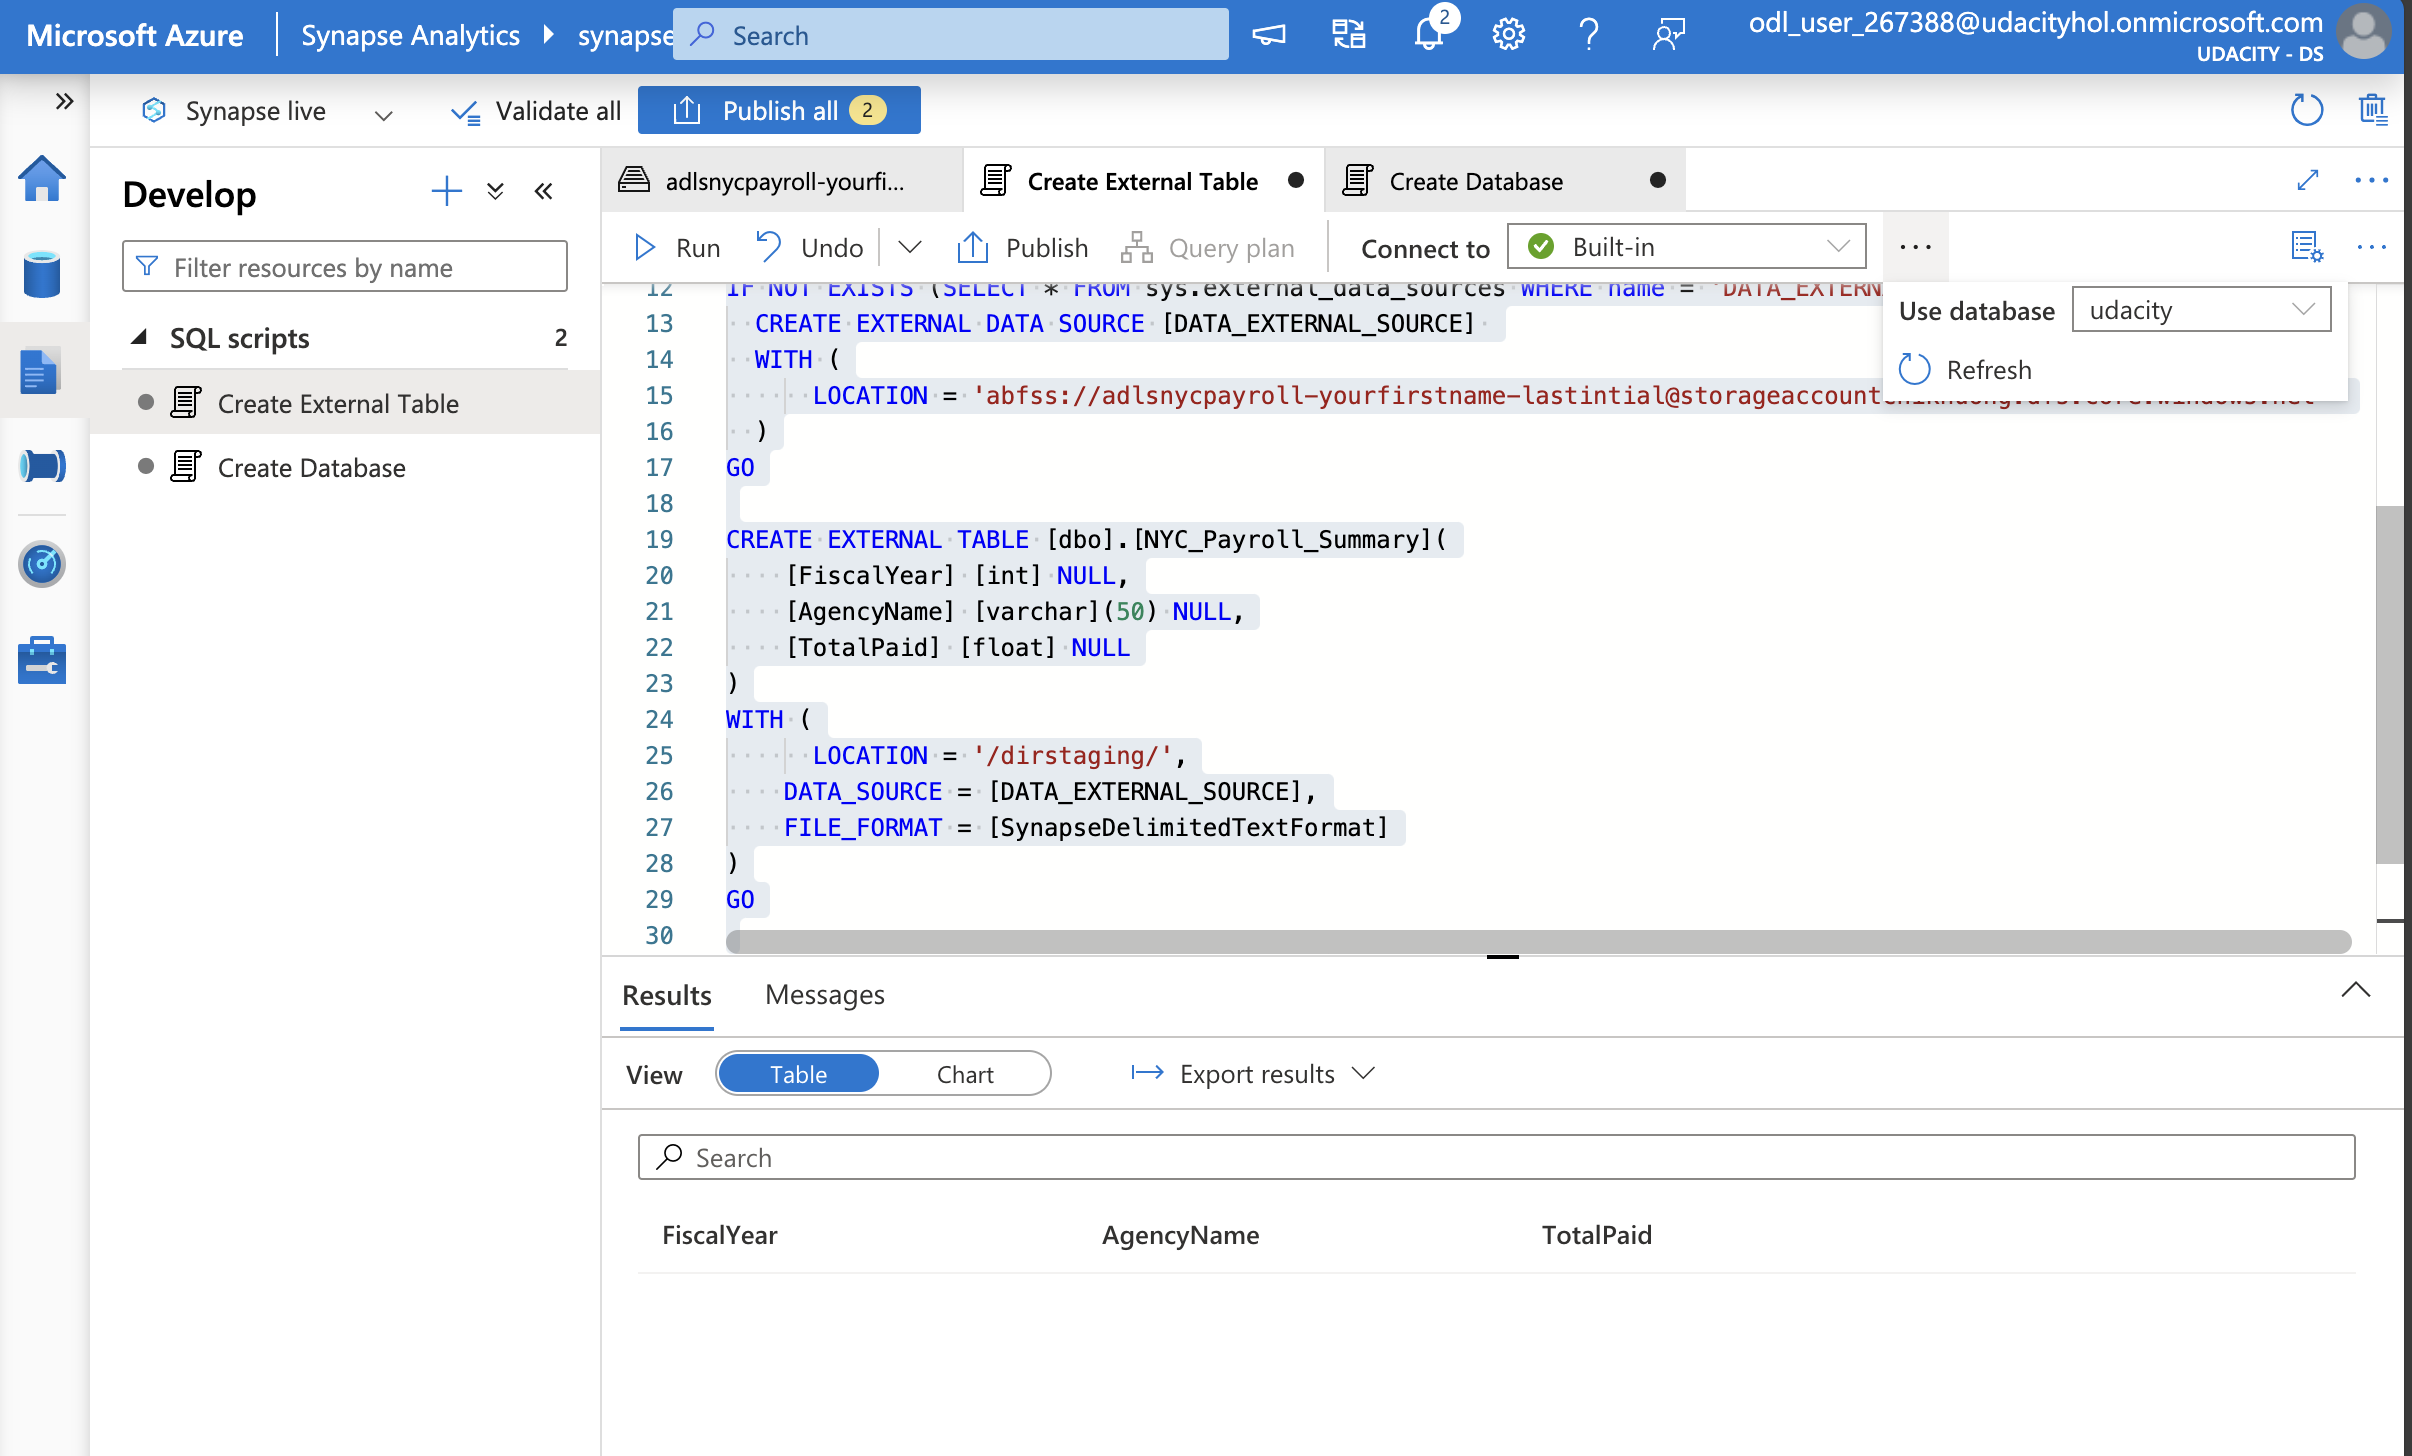 Microsoft Azure
Synapse Analytics
synapse
Search
2
odl_user_267388@udacityhol.onmicrosoft.com
UDACITY - DS
Synapse live
Validate all
Publish all 2
Develop
Filter resources by name
SQL scripts 2
Create External Table
Create Database
adlsnycpayroll-yourfi...
Create External Table
Create Database
Run
Undo
Publish
Query plan
Connect to
Built-in
Use database
udacity
Refresh
12 IF NOT EXISTS (SELECT * FROM sys.external_data_sources WHERE name = 'DATA_EXTERN
13 CREATE EXTERNAL DATA SOURCE [DATA_EXTERNAL_SOURCE]
14 WITH (
15 LOCATION = 'abfss://adlsnycpayroll-yourfirstname-lastintial@storageaccount
16 )
17 GO
18
19 CREATE EXTERNAL TABLE [dbo].[NYC_Payroll_Summary](
20 [FiscalYear] [int] NULL,
21 [AgencyName] [varchar](50) NULL,
22 [TotalPaid] [float] NULL
23 )
24 WITH (
25 LOCATION = '/dirstaging/',
26 DATA_SOURCE = [DATA_EXTERNAL_SOURCE],
27 FILE_FORMAT = [SynapseDelimitedTextFormat]
28 )
29 GO
30
Results
Messages
View
Table
Chart
Export results
Search
FiscalYear
AgencyName
TotalPaid